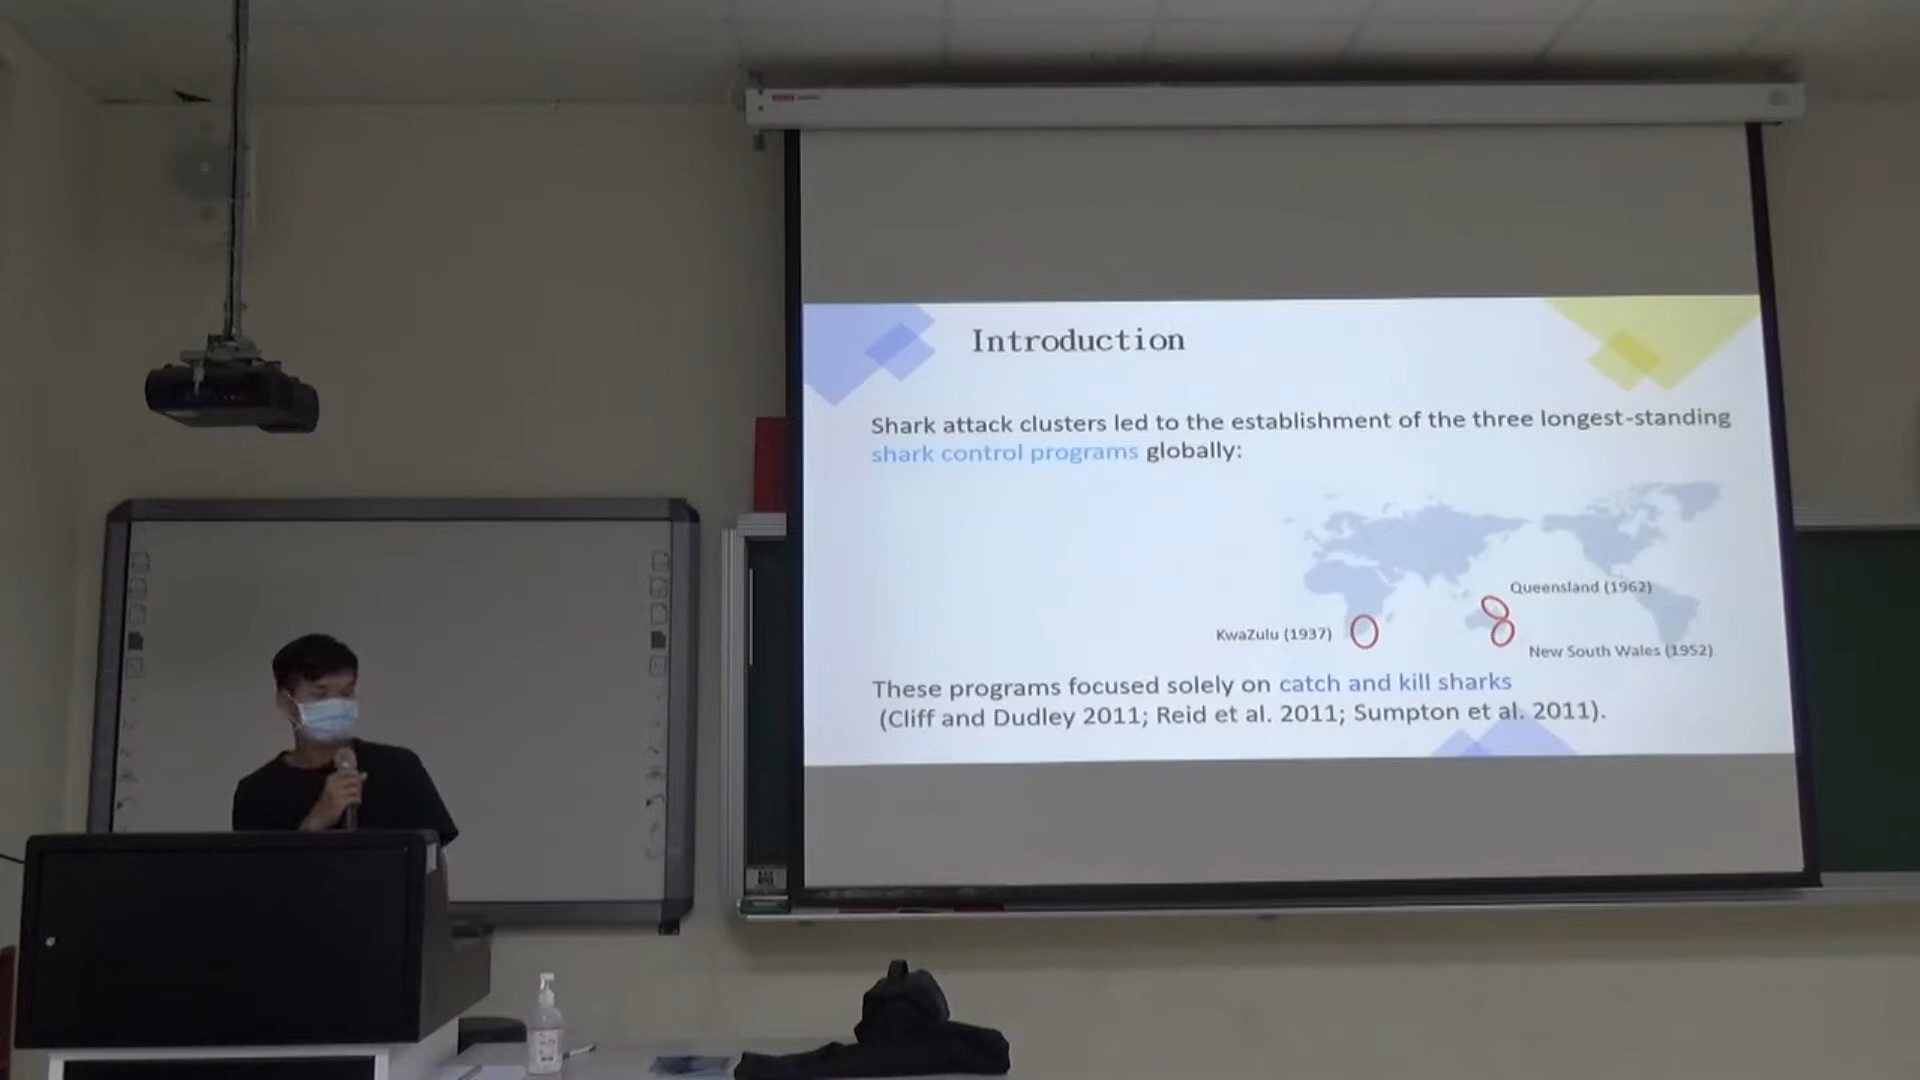 Introduction
Shark attack clusters led to the establishment of the three longest-standing
shark control programs globally:
Queensland (1962)
KwaZulu (1937)
New South Wales (1952)
These programs focused solely on catch and kill sharks
(Cliff and Dudley 2011; Reid et al. 2011; Sumpton et al. 2011).